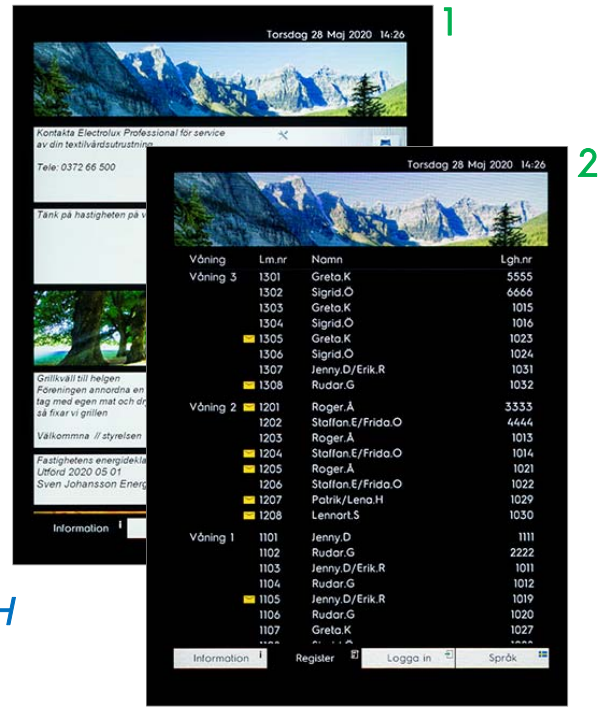 Torsdag 28 Maj 2020 14:26
1
Kontakta Electrolux Professional för service
av din textilvårdsutrustning
Tele: 0372 66 500
Tänk på hastigheten på
Grillkväll till helgen
Föreningen annordna en
tag med egen mat och
så fixar vi grillen
Välkommna // styrelsen
Fastighetens
Utförd 2020 05 01
Sven Johansson
Information
2
Torsdag 28 Maj 2020 14:26
Våning Lm.nr Namn Lgh.nr
Våning 3 1301 Greta.K 5555
1302 Sigrid.Ö 6666
1303 Greta.K 1015
1304 Sigrid.Ö 1016
1305 Greta.K 1023
1306 Sigrid.Ö 1024
1307 Jenny.D/Erik.R 1031
1308 Rudar.G 1032
Våning 2 1201 Roger.Å 3333
1202 Staffan.E/Frida.Ö 4444
1203 Roger.Å 1013
1204 Staffan.E/Frida.Ö 1014
1205 Roger.Å 1021
1206 Staffan.E/Frida.Ö 1022
1207 Patrik/Lena.H 1029
1208 Lennart.S 1030
Våning 1 1101 Jenny.D 1111
1102 Rudar.G 2222
1103 Jenny.D/Erik.R 1011
1104 Rudar.G 1012
1105 Jenny.D/Erik.R 1019
1106 Rudar.G 1020
1107 Greta.K 1027
Information Register Logga in Språk
H